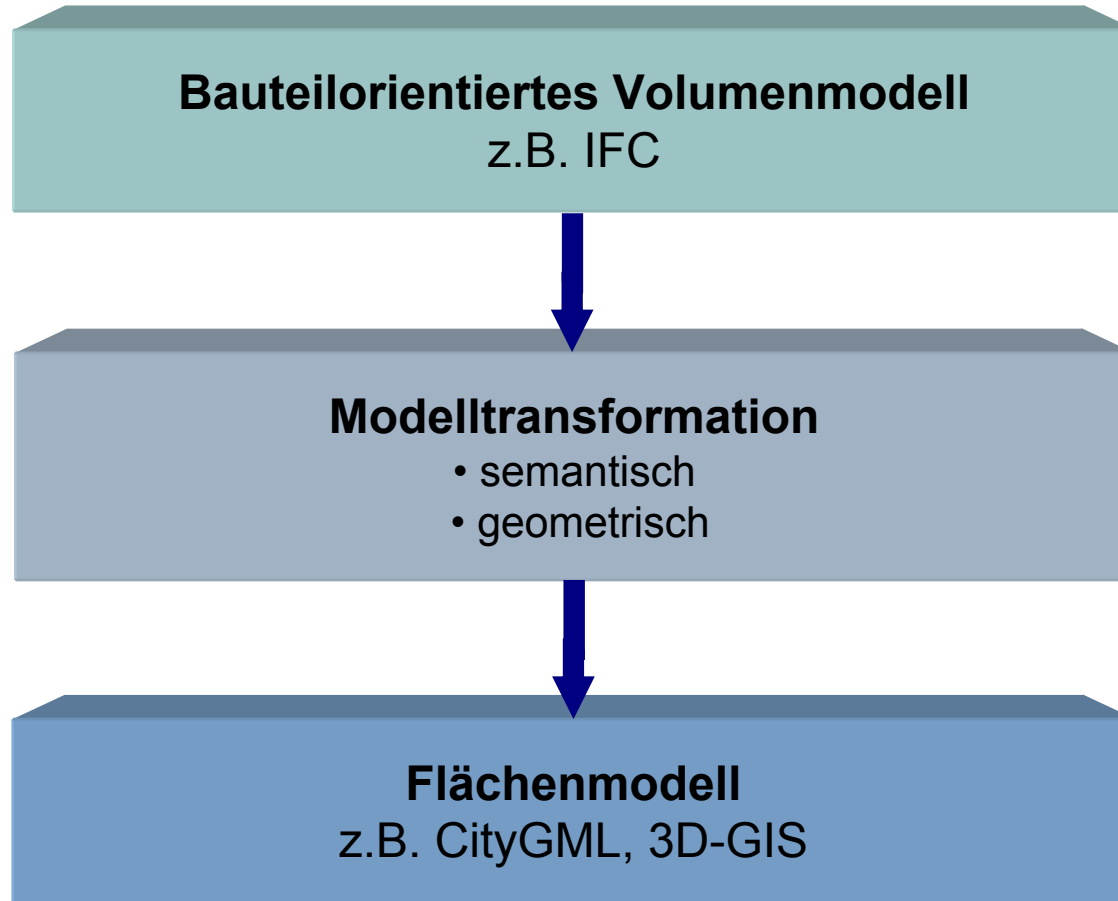 Bauteilorientiertes Volumenmodell
z.B. IFC
Modelltransformation
• semantisch
• geometrisch
Flächenmodell
z.B. CityGML, 3D-GIS